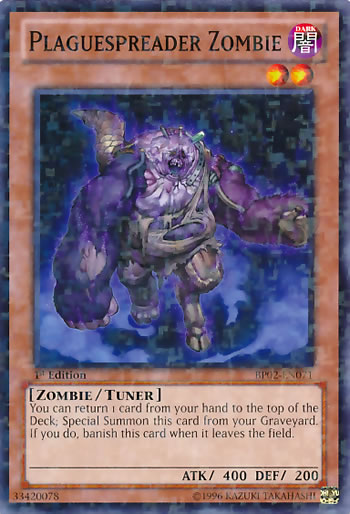 PLAGUESPREADER ZOMBIE
DARK
闇
1st Edition
BP02-EN071
[ZOMBIE / TUNER]
You can return 1 card from your hand to the top of the
Deck; Special Summon this card from your Graveyard.
If you do, banish this card when it leaves the field.
ATK/ 400 DEF/ 200
33420078
©1996 KAZUKI TAKAHASHI